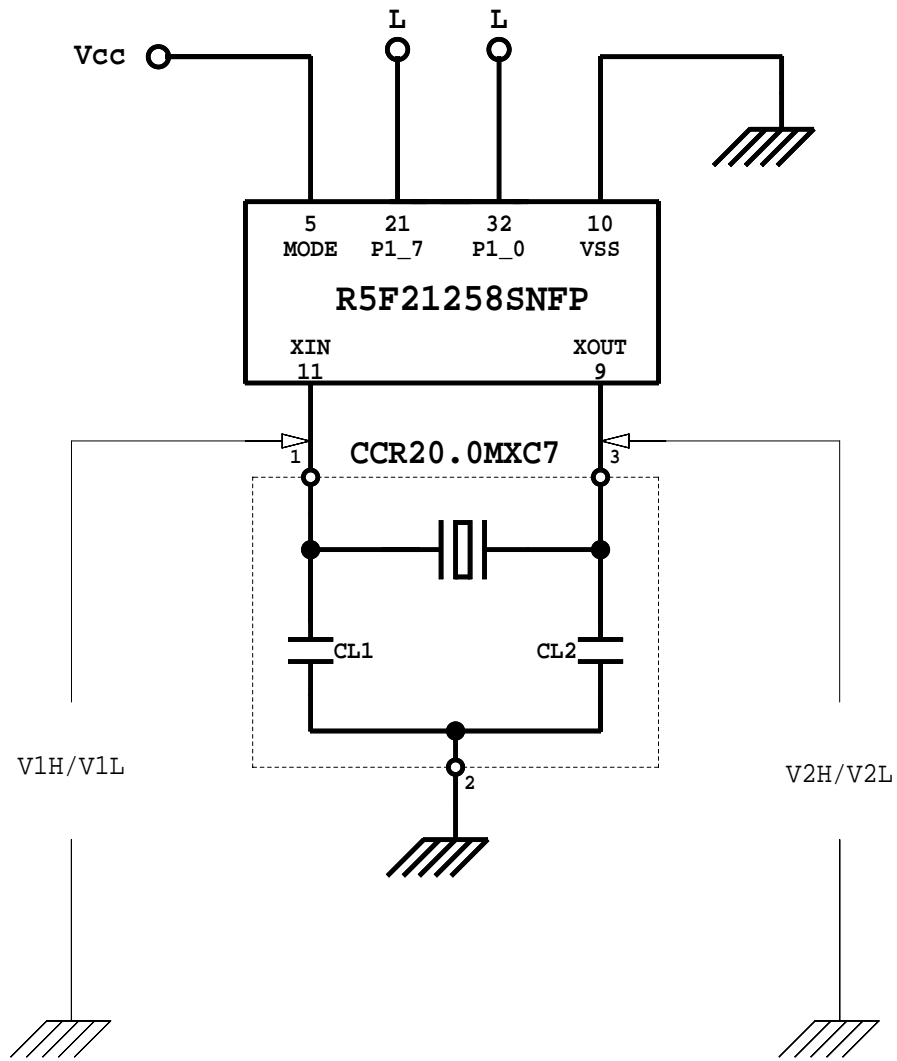 L L
Vcc
5 21 32 10
MODE P1_7 P1_0 VSS
R5F21258SNFP
XIN XOUT
11 9
CCR20.0MXC7
1 3
CL1 CL2
V1H/V1L
V2H/V2L
2